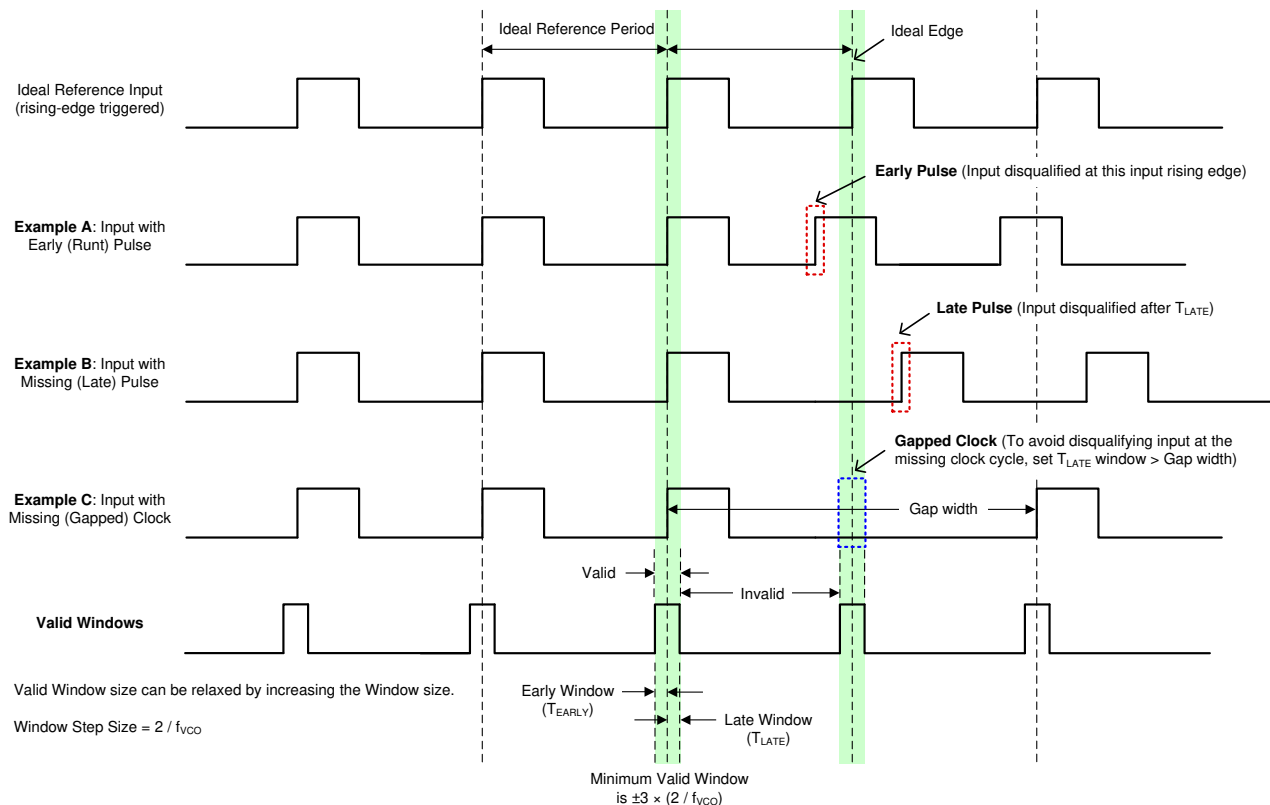 Ideal Reference Period
Ideal Edge
Ideal Reference Input
(rising-edge triggered)
Early Pulse (Input disqualified at this input rising edge)
Example A: Input with
Early (Runt) Pulse
Late Pulse (Input disqualified after TLATE)
Example B: Input with
Missing (Late) Pulse
Gapped Clock (To avoid disqualifying input at the
missing clock cycle, set TLATE window > Gap width)
Example C: Input with
Missing (Gapped) Clock
Gap width
Valid
Invalid
Valid Windows
Valid Window size can be relaxed by increasing the Window size.
Window Step Size = 2 / fVCO
Early Window
(TEARLY)
Late Window
(TLATE)
Minimum Valid Window
is ±3 × (2 / fVCO)